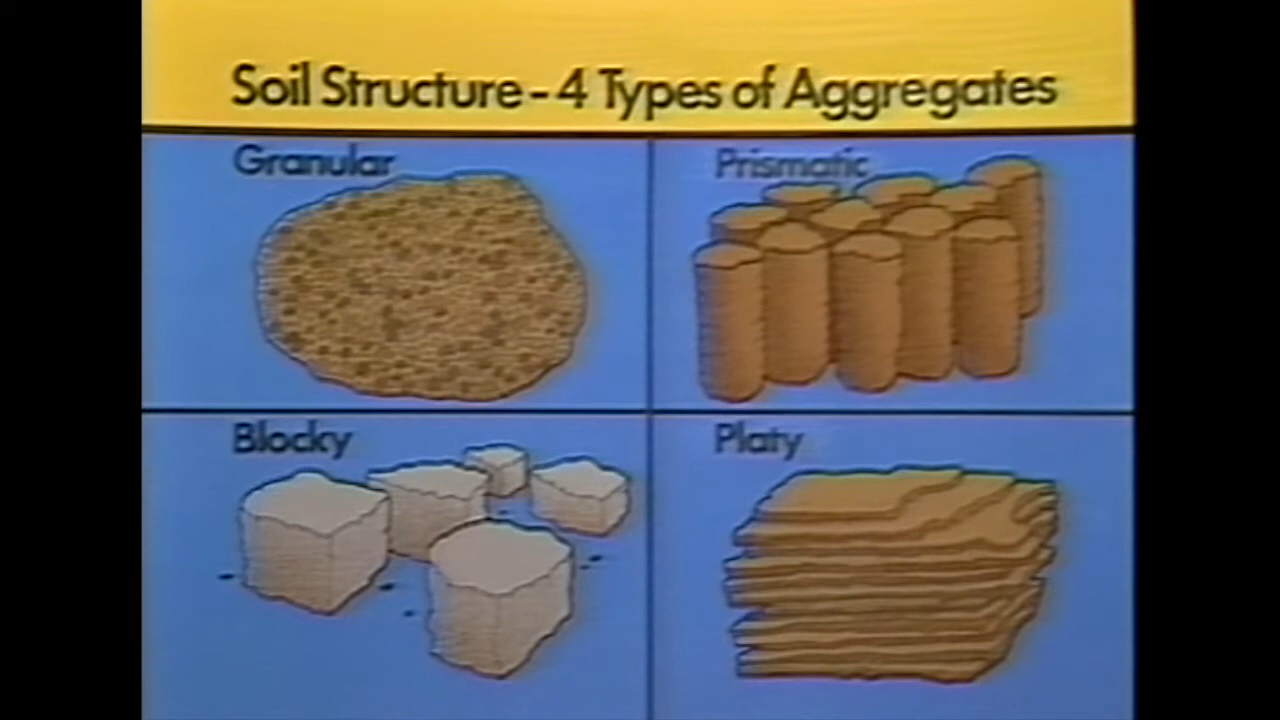 Soil Structure - 4 Types of Aggregates
Granular
Prismatic
Blocky
Platy